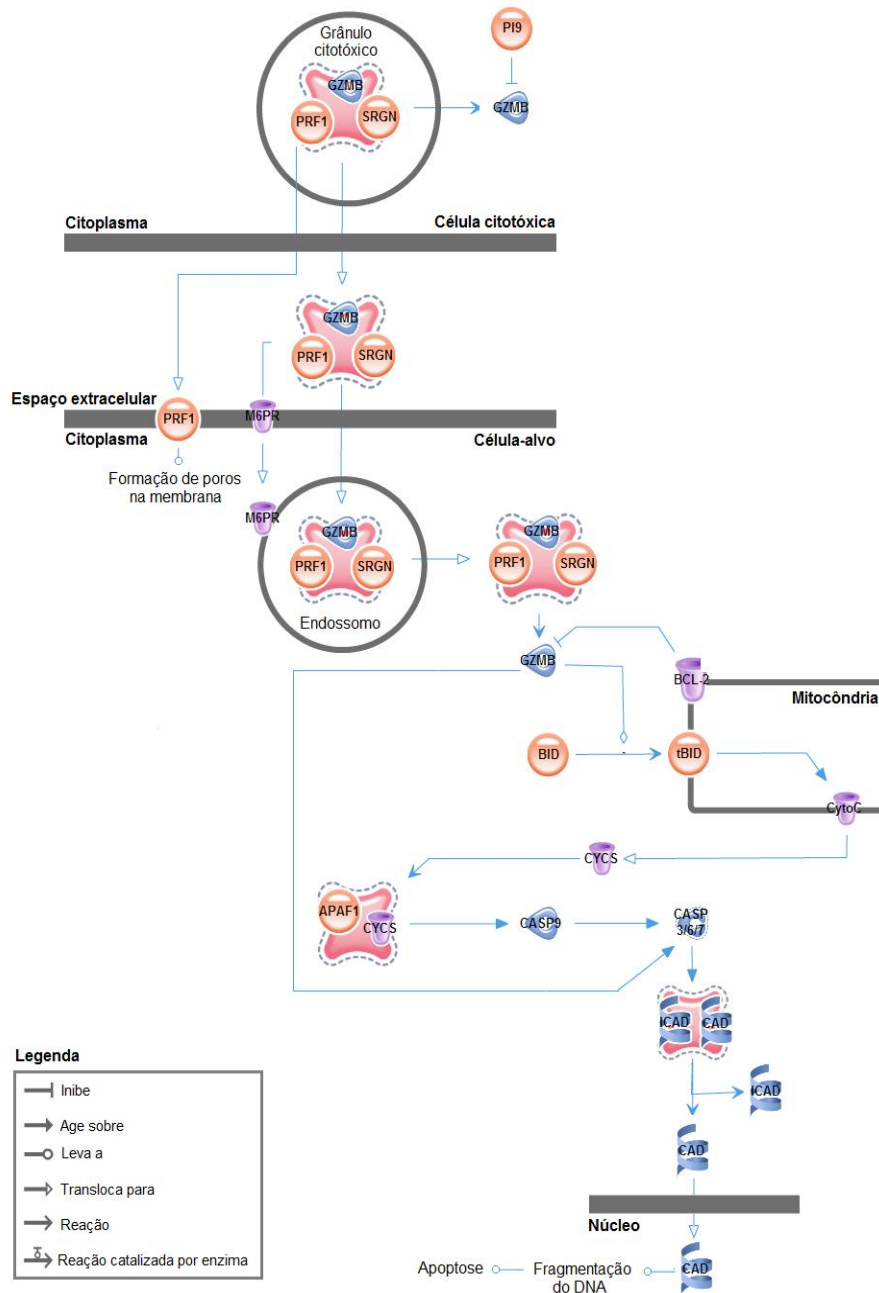 Grânulo
citotóxico
PI9
GZMB
PRF1
SRGN
GZMB
Citoplasma
Célula citotóxica
GZMB
PRF1
SRGN
Espaço extracelular
PRF1
M6PR
Citoplasma
Célula-alvo
Formação de poros
na membrana
M6PR
GZMB
PRF1
SRGN
Endossomo
GZMB
PRF1
SRGN
GZMB
BCL-2
Mitocôndria
BID
tBID
CytoC
CYCS
APAF1
CYCS
CASP9
CASP
3/6/7
ICAD
CAD
ICAD
CAD
Núcleo
Apoptose
Fragmentação
do DNA
CAD
Legenda
Inibe
Age sobre
Leva a
Transloca para
Reação
Reação catalizada por enzima